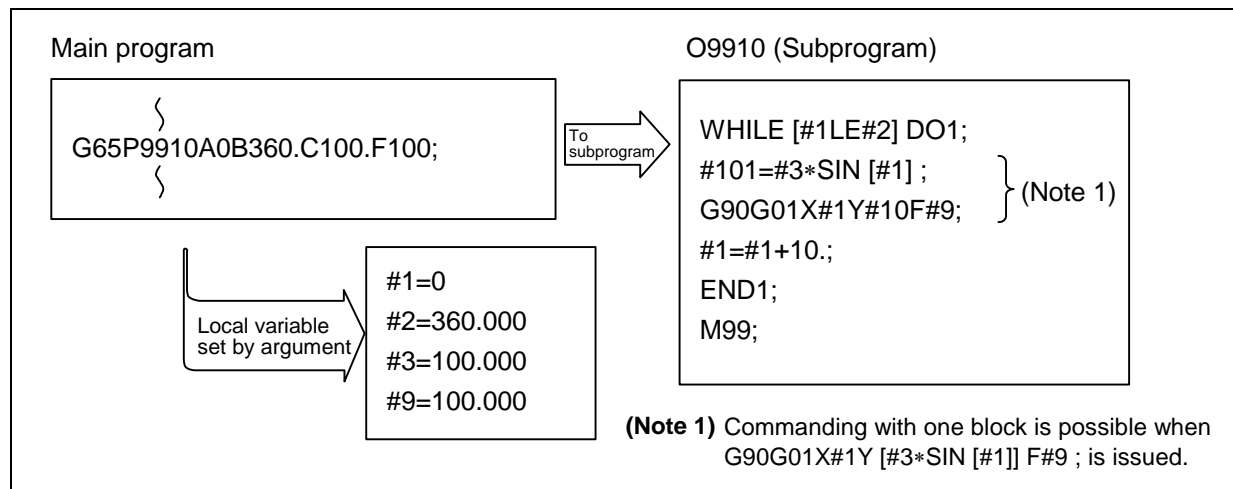 Main program
G65P9910A0B360.C100.F100;
To
subprogram
O9910 (Subprogram)
WHILE [#1LE#2] DO1;
#101=#3∗SIN [#1] ;
G90G01X#1Y#10F#9;
#1=#1+10.;
END1;
M99;
(Note 1)
Local variable
set by argument
#1=0
#2=360.000
#3=100.000
#9=100.000
(Note 1) Commanding with one block is possible when
G90G01X#1Y [#3∗SIN [#1]] F#9 ; is issued.